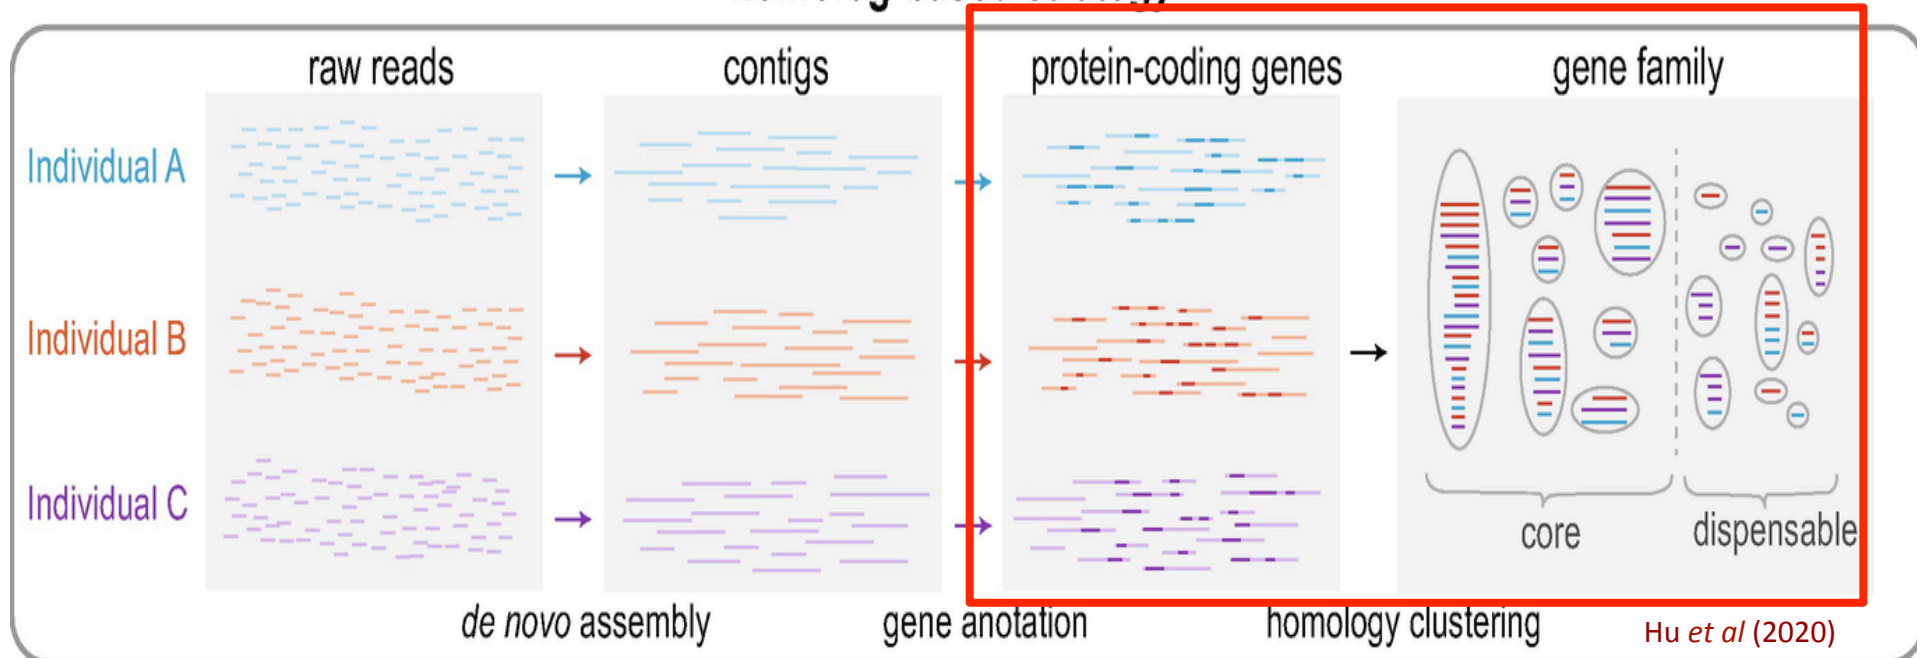 raw reads
contigs
protein-coding genes
gene family
Individual A
Individual B
Individual C
core
dispensable
de novo assembly
gene anotation
homology clustering
Hu et al (2020)